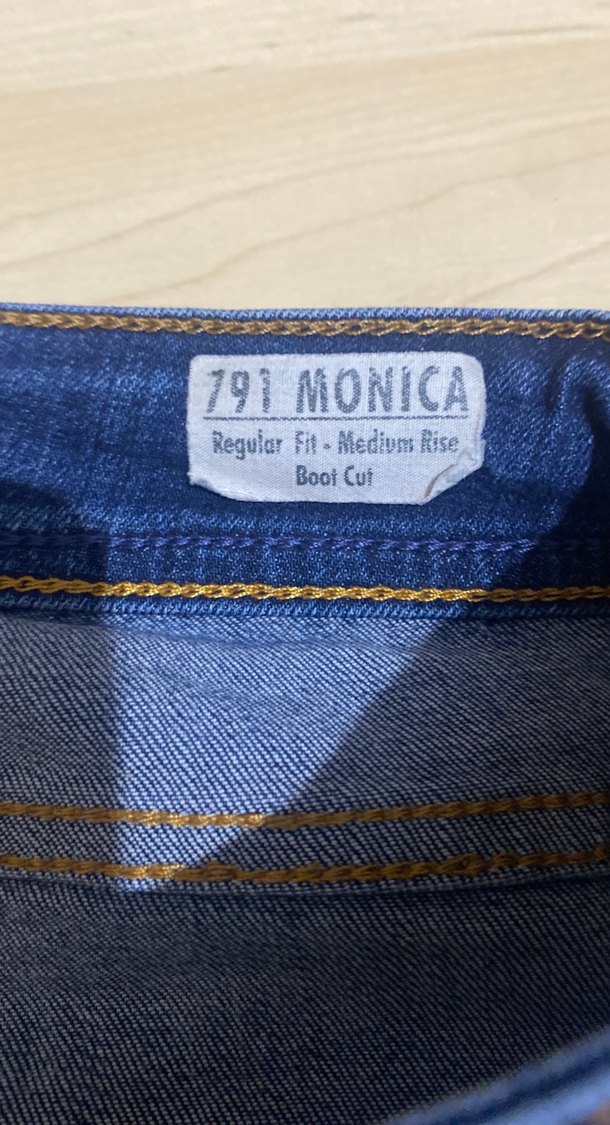 791 MONICA
Regular Fit - Medium Rise
Boot Cut